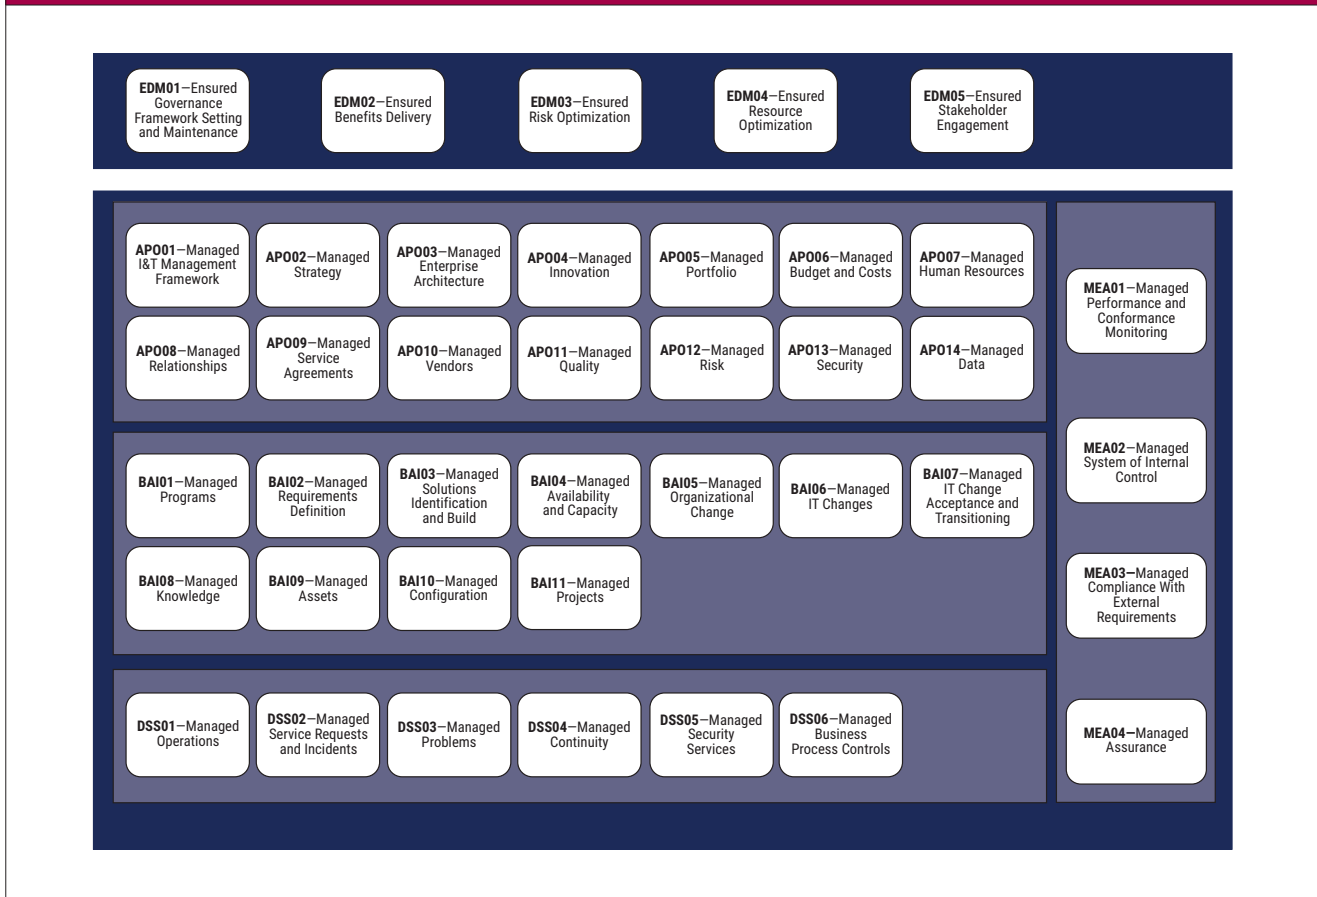 EDM01—Ensured
Governance
Framework Setting
and Maintenance
EDM02—Ensured
Benefits Delivery
EDM03—Ensured
Risk Optimization
EDM04—Ensured
Resource
Optimization
EDM05—Ensured
Stakeholder
Engagement
APO01—Managed
I&T Management
Framework
APO02—Managed
Strategy
APO03—Managed
Enterprise
Architecture
APO04—Managed
Innovation
APO05—Managed
Portfolio
APO06—Managed
Budget and Costs
APO07—Managed
Human Resources
APO08—Managed
Relationships
APO09—Managed
Service
Agreements
APO10—Managed
Vendors
APO11—Managed
Quality
APO12—Managed
Risk
APO13—Managed
Security
APO14—Managed
Data
BAI01—Managed
Programs
BAI02—Managed
Requirements
Definition
BAI03—Managed
Solutions
Identification
and Build
BAI04—Managed
Availability
and Capacity
BAI05—Managed
Organizational
Change
BAI06—Managed
IT Changes
BAI07—Managed
IT Change
Acceptance and
Transitioning
BAI08—Managed
Knowledge
BAI09—Managed
Assets
BAI10—Managed
Configuration
BAI11—Managed
Projects
DSS01—Managed
Operations
DSS02—Managed
Service Requests
and Incidents
DSS03—Managed
Problems
DSS04—Managed
Continuity
DSS05—Managed
Security
Services
DSS06—Managed
Business
Process Controls
MEA01—Managed
Performance and
Conformance
Monitoring
MEA02—Managed
System of Internal
Control
MEA03—Managed
Compliance With
External
Requirements
MEA04—Managed
Assurance